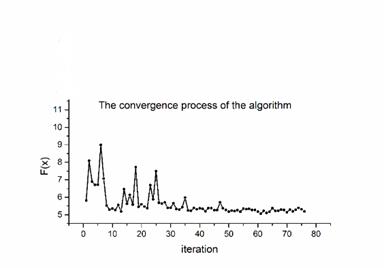 The convergence process of the algorithm
11
10
9
8
7
6
5
F(x)
0 10 20 30 40 50 60 70 80
iteration